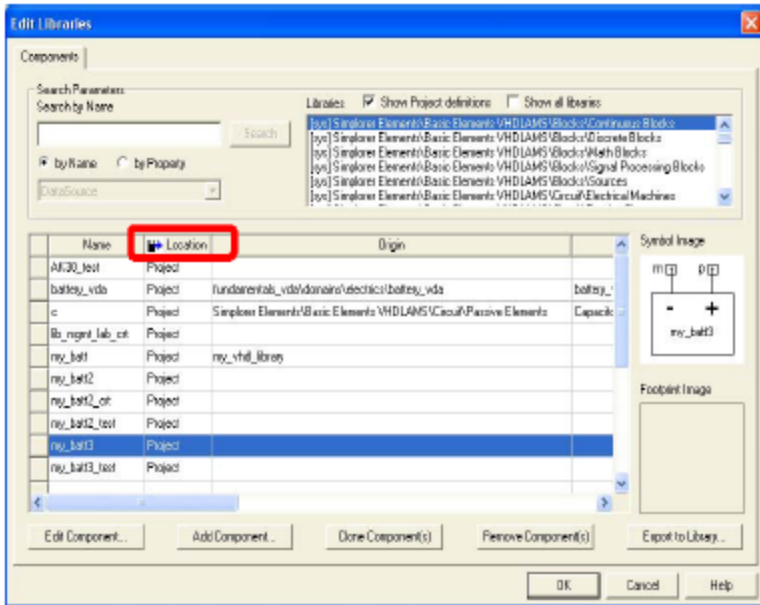 Edit Libraries
Components
Search Parameters
Search by Name
Libraries Show Project definitions Show all libraries
Search
by Name by Property
DataSource
[sys] Simplorer Elements\Basic Elements VHDLAMS\Blocks\Continuous Blocks
[sys] Simplorer Elements\Basic Elements VHDLAMS\Blocks\Discrete Blocks
[sys] Simplorer Elements\Basic Elements VHDLAMS\Blocks\Math Blocks
[sys] Simplorer Elements\Basic Elements VHDLAMS\Blocks\Signal Processing Blocks
[sys] Simplorer Elements\Basic Elements VHDLAMS\Blocks\Sources
[sys] Simplorer Elements\Basic Elements VHDLAMS\Circuit\Electrical Machines
Name Location Origin
Project
battery_vda Project fundamentals_vda\domains\electrics\battery_vda battery_
c Project Simplorer Elements\Basic Elements VHDLAMS\Circuit\Passive Elements Capacit
lib_mgmt_lab_crt Project
my_batt Project my_vhdl_library
my_batt2 Project
my_batt2_crt Project
my_batt2_test Project
my_batt3 Project
my_batt3_test Project
Symbol Image
m p
- +
my_batt3
Footprint Image
Edit Component... Add Component... Clone Component(s) Remove Component(s) Export to Library...
OK Cancel Help